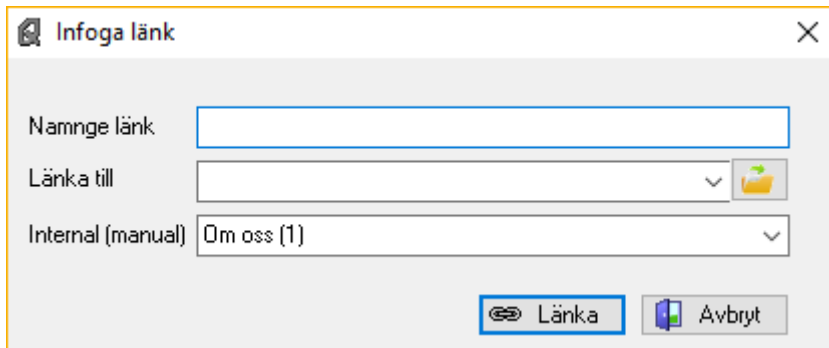 Infoga länk
Namnge länk
Länka till
Internal (manual) Om oss (1)
Länka Avbryt